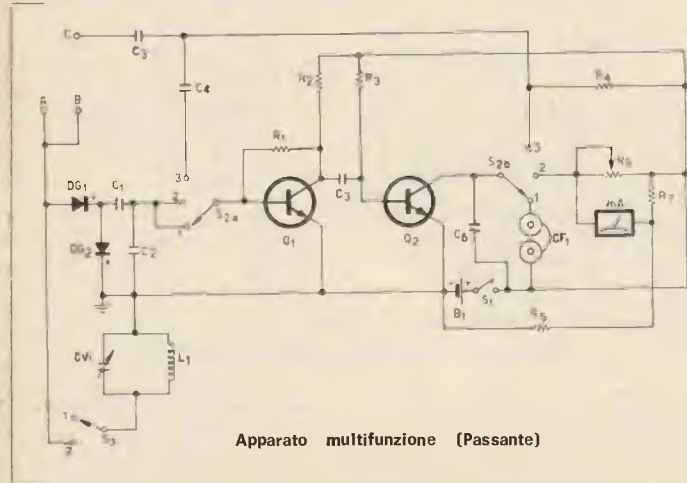 C
C3
R2
R3
R4
A
B
C4
3
R1
3
S2b
2
R5
DG1
C1
2
1
S2a
C3
1
mA
R7
DG2
C2
Q1
Q2
C6
CF1
- +
B1
S1
R6
CV1
L1
1
S3
2
Apparato multifunzione (Passante)